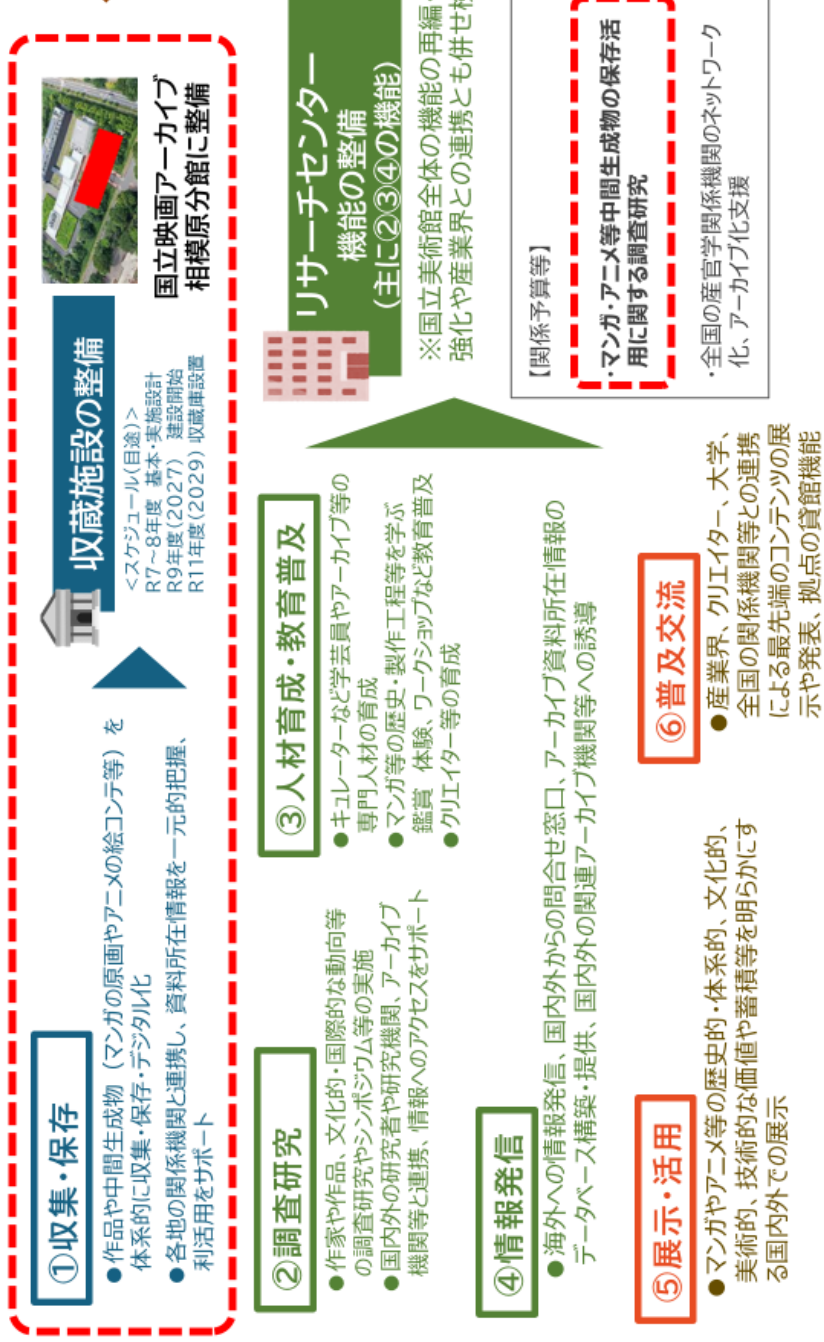 ①収集・保存
●作品や中間生成物（マンガの原画やアニメの絵コンテ等）を
体系的に収集・保存・デジタル化
●各地の関係機関と連携し、資料所在情報を一元的把握、
利活用をサポート
収蔵施設の整備
＜スケジュール(目途)＞
R7～8年度 基本・実施設計
R9年度(2027) 建設開始
R11年度(2029) 収蔵庫設置
国立映画アーカイブ
相模原分館に整備
②調査研究
●作家や作品、文化的・国際的な動向等
の調査研究やシンポジウム等の実施
●国内外の研究者や研究機関、アーカイブ
機関等と連携、情報へのアクセスをサポート
③人材育成・教育普及
●キュレーターなど学芸員やアーカイブ等の
専門人材の育成
●マンガ等の歴史・製作工程等を学ぶ
鑑賞 体験、ワークショップなど教育普及
●クリエイター等の育成
④情報発信
●海外への情報発信、国内外からの問合せ窓口、アーカイブ資料所在情報の
データベース構築・提供、国内外の関連アーカイブ機関等への誘導
リサーチセンター
機能の整備
（主に②③④の機能）
※国立美術館全体の機能の再編
強化や産業界との連携とも併せ
⑤展示・活用
●マンガやアニメ等の歴史的・体系的、文化的、
美術的、技術的な価値や蓄積等を明らかにす
る国内外での展示
⑥普及交流
●産業界、クリエイター、大学、
全国の関係機関等との連携
による最先端のコンテンツの展
示や発表、拠点の貸館機能
【関係予算等】
・マンガ・アニメ等中間生成物の保存活
用に関する調査研究
・全国の産官学関係機関のネットワーク
化、アーカイブ化支援